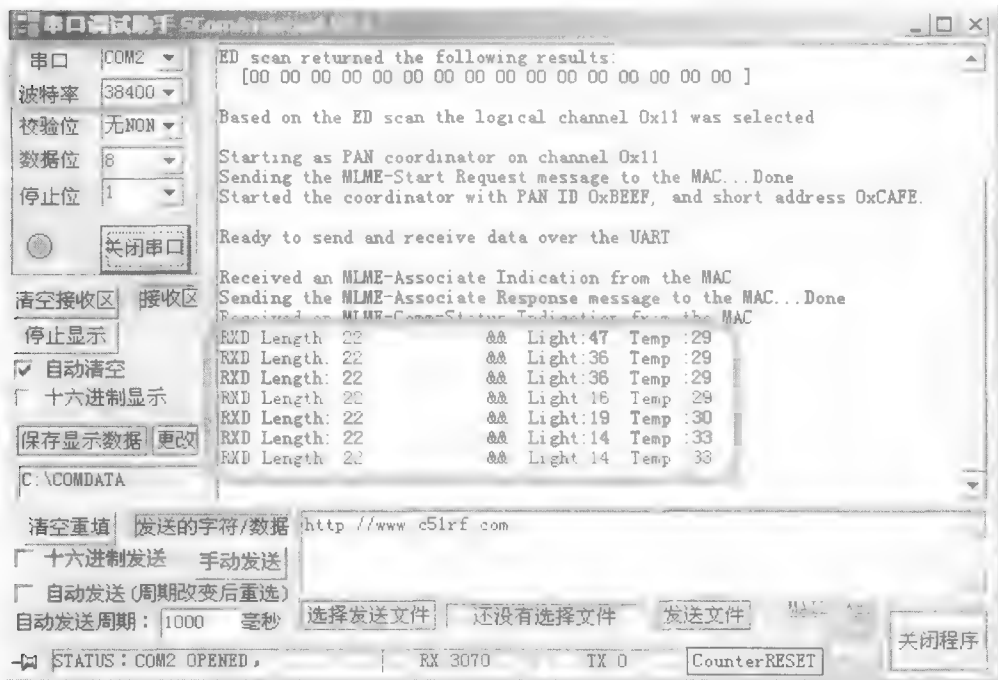 串口调试助手
串口 COM2
波特率 38400
校验位 无NON
数据位 8
停止位 1
关闭串口
清空接收区 接收区
停止显示
自动清空
十六进制显示
保存显示数据 更改
C:\COMDATA
ED scan returned the following results:
[00 00 00 00 00 00 00 00 00 00 00 00 00 00 00 00 ]
Based on the ED scan the logical channel 0x11 was selected
Starting as PAN coordinator on channel 0x11
Sending the MLME-Start Request message to the MAC...Done
Started the coordinator with PAN ID 0xBEEF, and short address 0xCAFE.
Ready to send and receive data over the UART
Received an MLME-Associate Indication from the MAC
Sending the MLME-Associate Response message to the MAC...Done
Received an MLME-CommStatus Indication from the MAC
RXD Length 22 && Light:47 Temp :29
RXD Length. 22 && Light:36 Temp :29
RXD Length: 22 && Light:36 Temp :29
RXD Length 22 && Light 16 Temp 29
RXD Length: 22 && Light:19 Temp :30
RXD Length: 22 && Light:14 Temp :33
RXD Length 22 && Light 14 Temp 33
清空重填 发送的字符/数据 http //www c51rf com
十六进制发送 手动发送
自动发送(周期改变后重选)
自动发送周期： 1000 毫秒 选择发送文件 还没有选择文件 发送文件
关闭程序
STATUS：COM2 OPENED， RX 3070 TX 0 CounterRESET